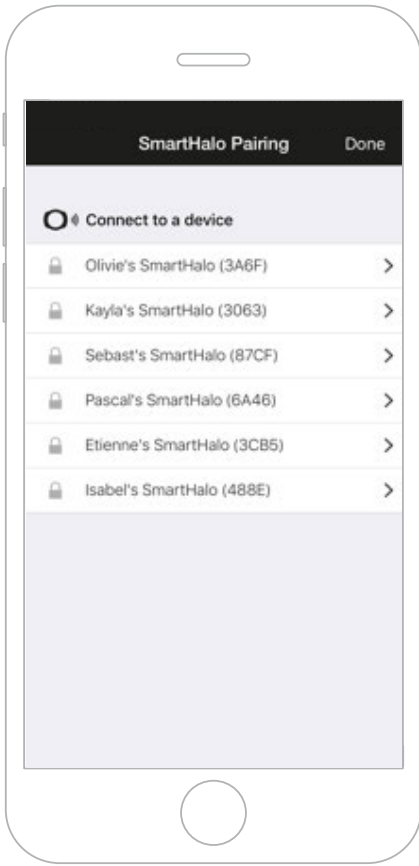 SmartHalo Pairing Done
Connect to a device
Olivie's SmartHalo (3A6F)
Kayla's SmartHalo (3063)
Sebast's SmartHalo (87CF)
Pascal's SmartHalo (6A46)
Etienne's SmartHalo (3CB5)
Isabel's SmartHalo (488E)